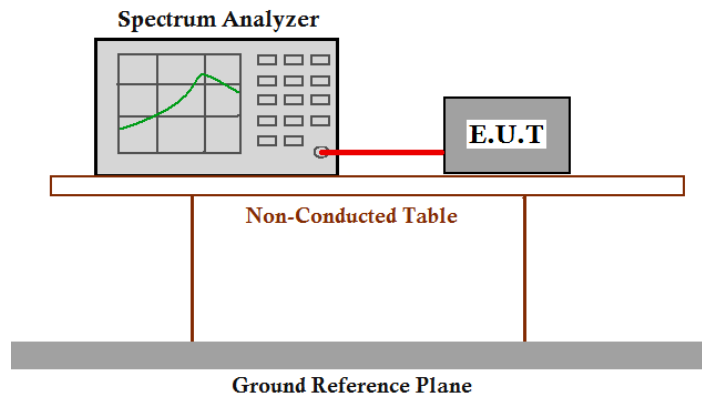 Spectrum Analyzer
E.U.T
Non-Conducted Table
Ground Reference Plane